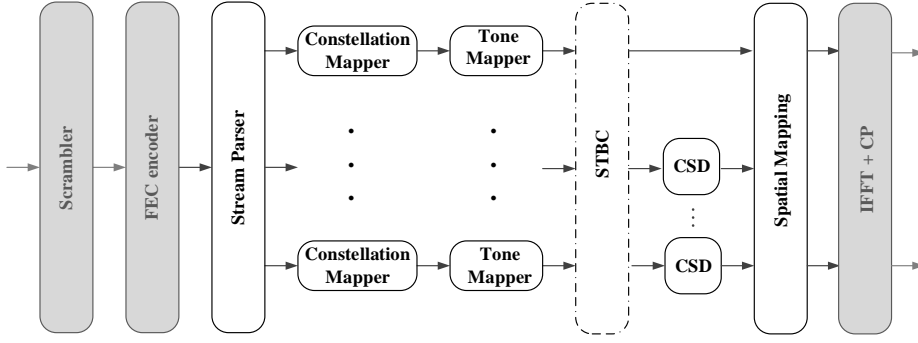 Scrambler
FEC encoder
Stream Parser
Constellation
Mapper
Tone
Mapper
Constellation
Mapper
Tone
Mapper
STBC
CSD
CSD
Spatial Mapping
IFFT + CP